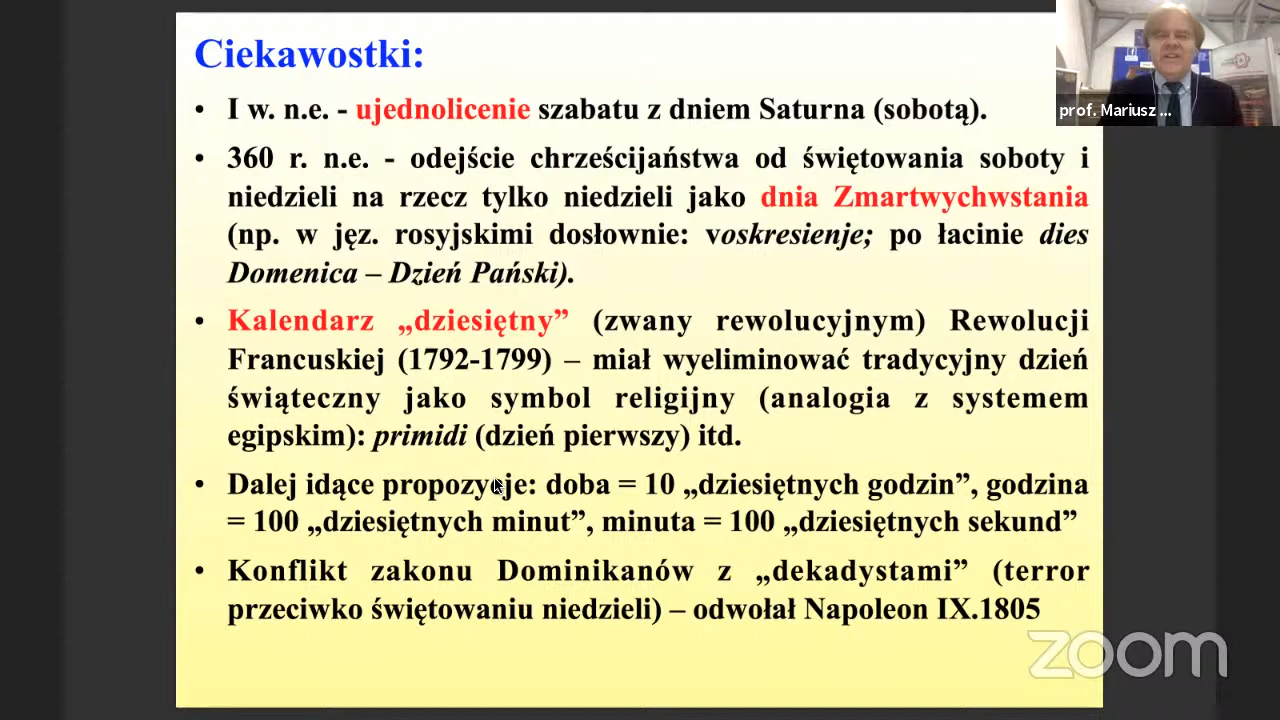 Ciekawostki:
• I w. n.e. - ujednolicenie szabatu z dniem Saturna (sobotą).
• 360 r. n.e. - odejście chrześcijaństwa od świętowania soboty i
niedzieli na rzecz tylko niedzieli jako dnia Zmartwychwstania
(np. w jęz. rosyjskimi dosłownie: voskresienje; po łacinie dies
Domenica – Dzień Pański).
• Kalendarz „dziesiętny” (zwany rewolucyjnym) Rewolucji
Francuskiej (1792-1799) – miał wyeliminować tradycyjny dzień
świąteczny jako symbol religijny (analogia z systemem
egipskim): primidi (dzień pierwszy) itd.
• Dalej idące propozycje: doba = 10 „dziesiętnych godzin”, godzina
= 100 „dziesiętnych minut”, minuta = 100 „dziesiętnych sekund”
• Konflikt zakonu Dominikanów z „dekadystami” (terror
przeciwko świętowaniu niedzieli) – odwołał Napoleon IX.1805
prof. Mariusz ...
zoom